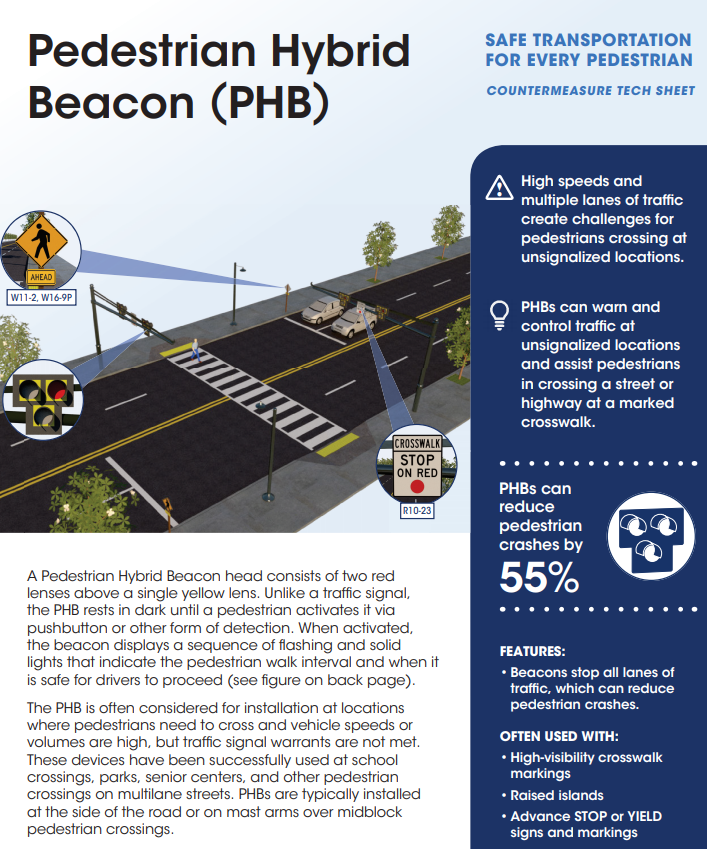 Pedestrian Hybrid
Beacon (PHB)
SAFE TRANSPORTATION
FOR EVERY PEDESTRIAN
COUNTERMEASURE TECH SHEET
AHEAD
W11-2, W16-9P
CROSSWALK
STOP
ON RED
R10-23
High speeds and
multiple lanes of traffic
create challenges for
pedestrians crossing at
unsignalized locations.
PHBs can warn and
control traffic at
unsignalized locations
and assist pedestrians
in crossing a street or
highway at a marked
crosswalk.
PHBs can
reduce
pedestrian
crashes by
55%
FEATURES:
• Beacons stop all lanes of
traffic, which can reduce
pedestrian crashes.
OFTEN USED WITH:
• High-visibility crosswalk
markings
• Raised islands
• Advance STOP or YIELD
signs and markings
A Pedestrian Hybrid Beacon head consists of two red
lenses above a single yellow lens. Unlike a traffic signal,
the PHB rests in dark until a pedestrian activates it via
pushbutton or other form of detection. When activated,
the beacon displays a sequence of flashing and solid
lights that indicate the pedestrian walk interval and when it
is safe for drivers to proceed (see figure on back page).
The PHB is often considered for installation at locations
where pedestrians need to cross and vehicle speeds or
volumes are high, but traffic signal warrants are not met.
These devices have been successfully used at school
crossings, parks, senior centers, and other pedestrian
crossings on multilane streets. PHBs are typically installed
at the side of the road or on mast arms over midblock
pedestrian crossings.